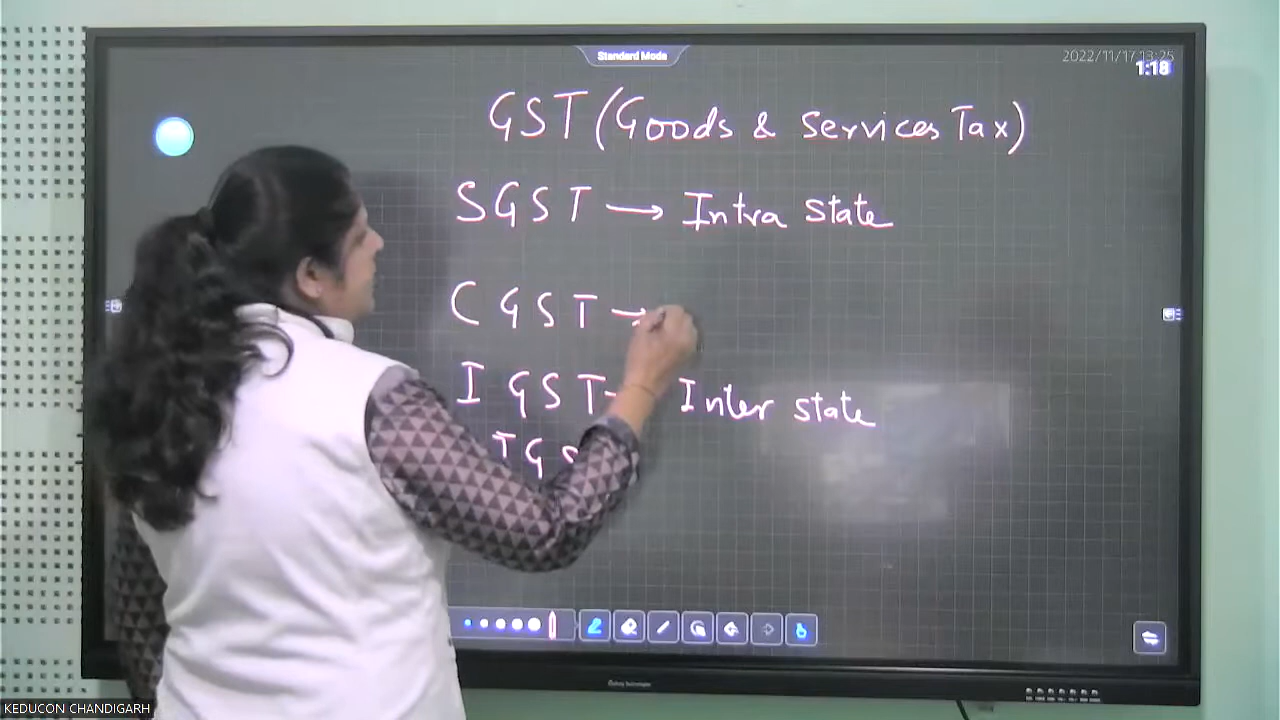 Standard Mode
2022/11/17 13:25
1:18
GST (Goods & Services Tax)
SGST → Intra State
CGST →
IGST → Inter state
KEDUCON CHANDIGARH